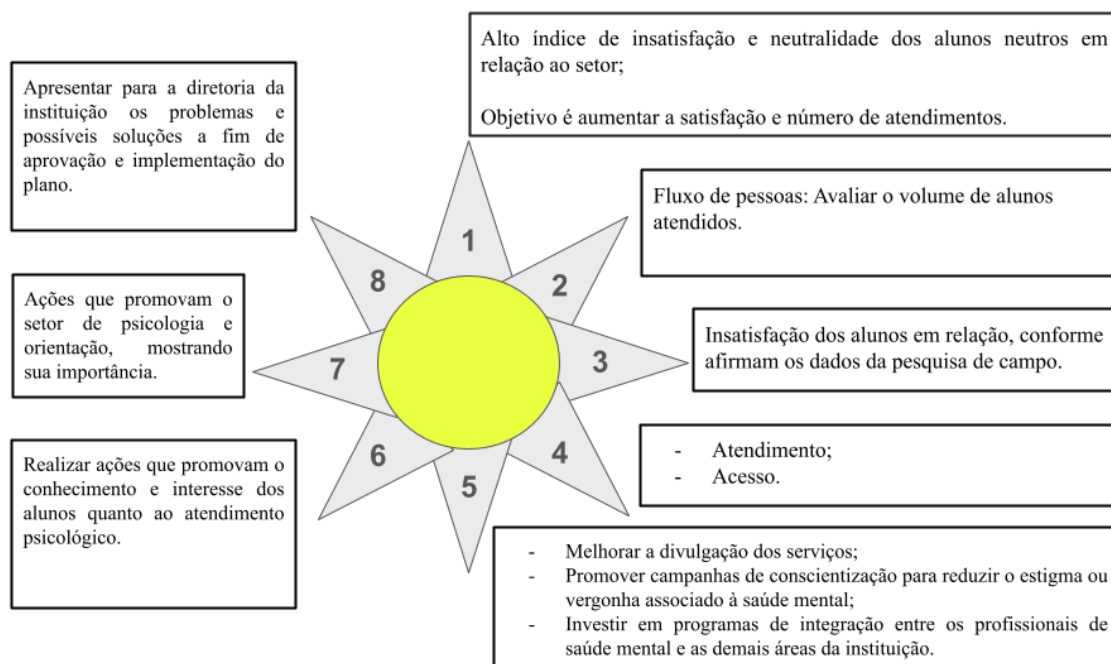 Alto índice de insatisfação e neutralidade dos alunos neutros em
relação ao setor;
Objetivo é aumentar a satisfação e número de atendimentos.
Apresentar para a diretoria da
instituição os problemas e
possíveis soluções a fim de
aprovação e implementação do
plano.
Fluxo de pessoas: Avaliar o volume de alunos
atendidos.
1
2
8
Ações que promovam o
setor de psicologia e
orientação, mostrando
sua importância.
Insatisfação dos alunos em relação, conforme
afirmam os dados da pesquisa de campo.
7
3
Realizar ações que promovam o
conhecimento e interesse dos
alunos quanto ao atendimento
psicológico.
- Atendimento;
- Acesso.
6
4
5
- Melhorar a divulgação dos serviços;
- Promover campanhas de conscientização para reduzir o estigma ou
vergonha associado à saúde mental;
- Investir em programas de integração entre os profissionais de
saúde mental e as demais áreas da instituição.